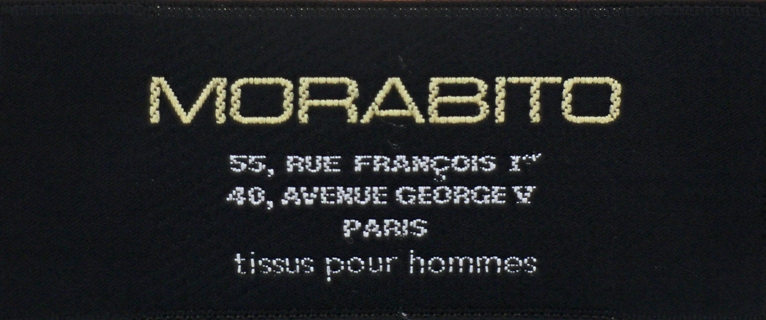 MORABITO
55, RUE FRANÇOIS Iᵉʳ
40, AVENUE GEORGE V
PARIS
tissus pour hommes